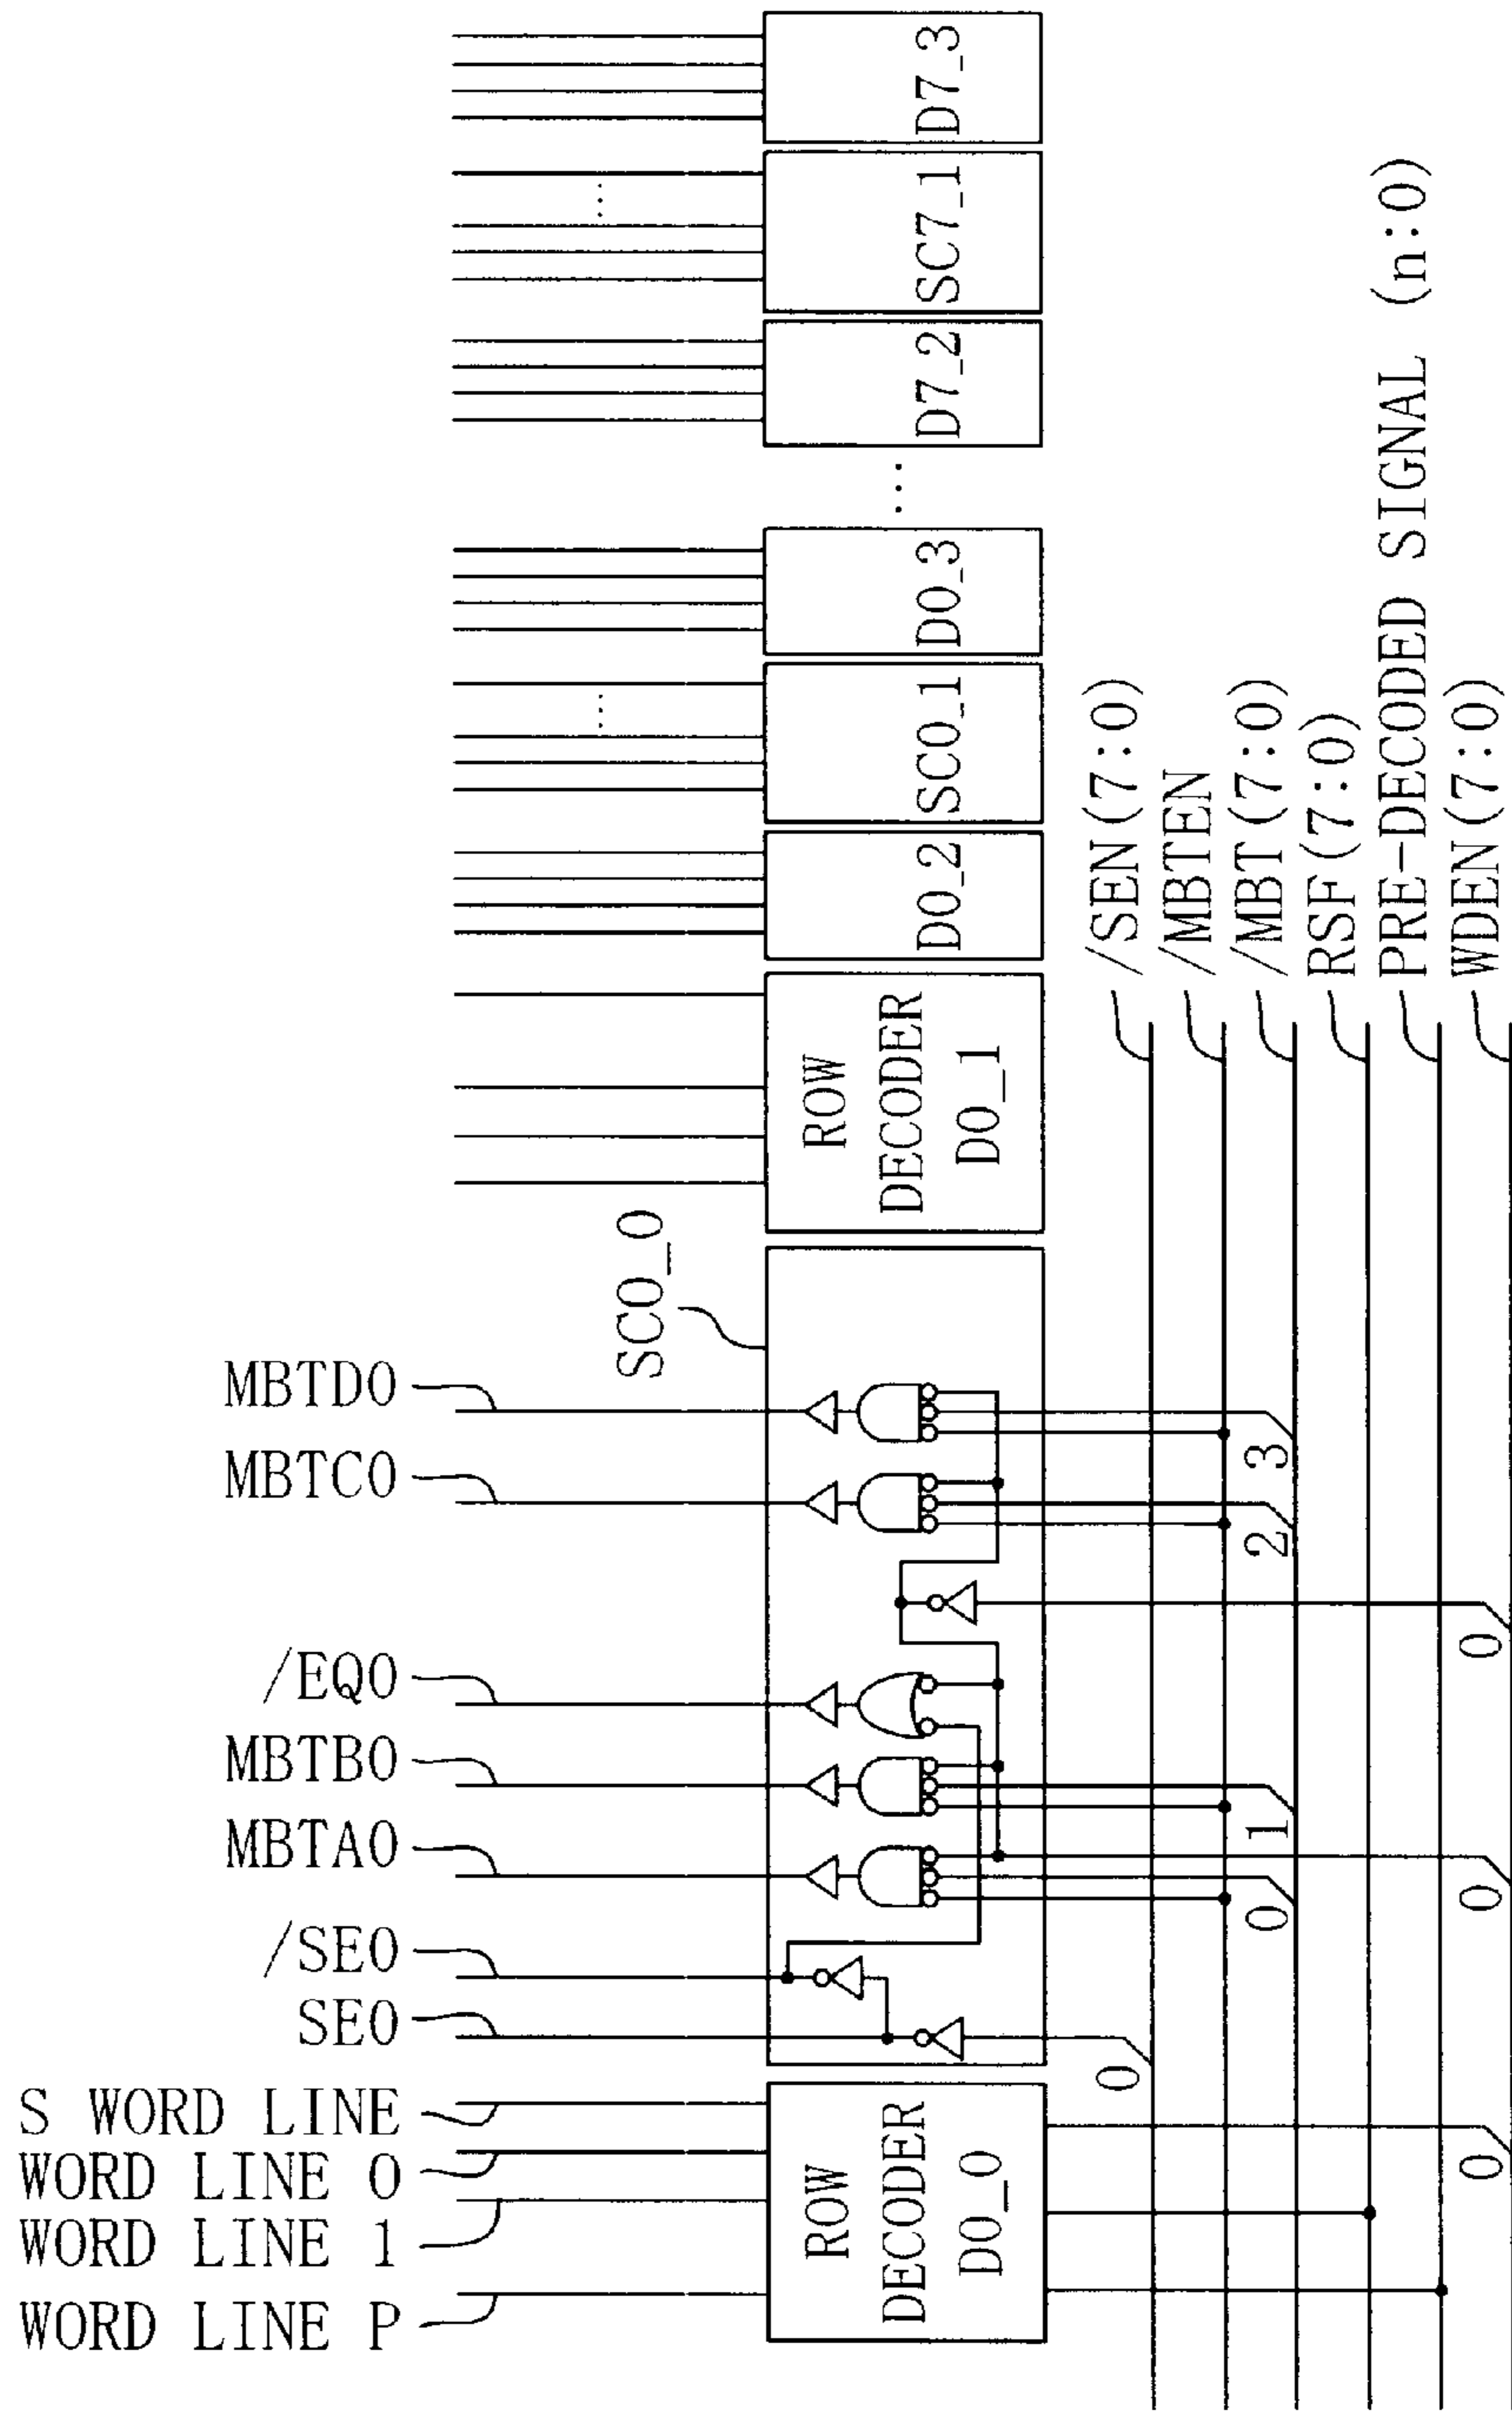 MBTD0
MBTC0
/EQ0
MBTB0
MBTA0
/SE0
SE0
S WORD LINE
WORD LINE 0
WORD LINE 1
WORD LINE P
SC0_0
ROW
DECODER
D0_0
ROW
DECODER
D0_1
D0_2
SC0_1
D0_3
...
D7_2
SC7_1
D7_3
...
...
/SEN(7:0)
/MBTEN
/MBT(7:0)
RSF(7:0)
PRE-DECODED SIGNAL (n:0)
WDEN(7:0)
0
0
1
2
3
0
0
0